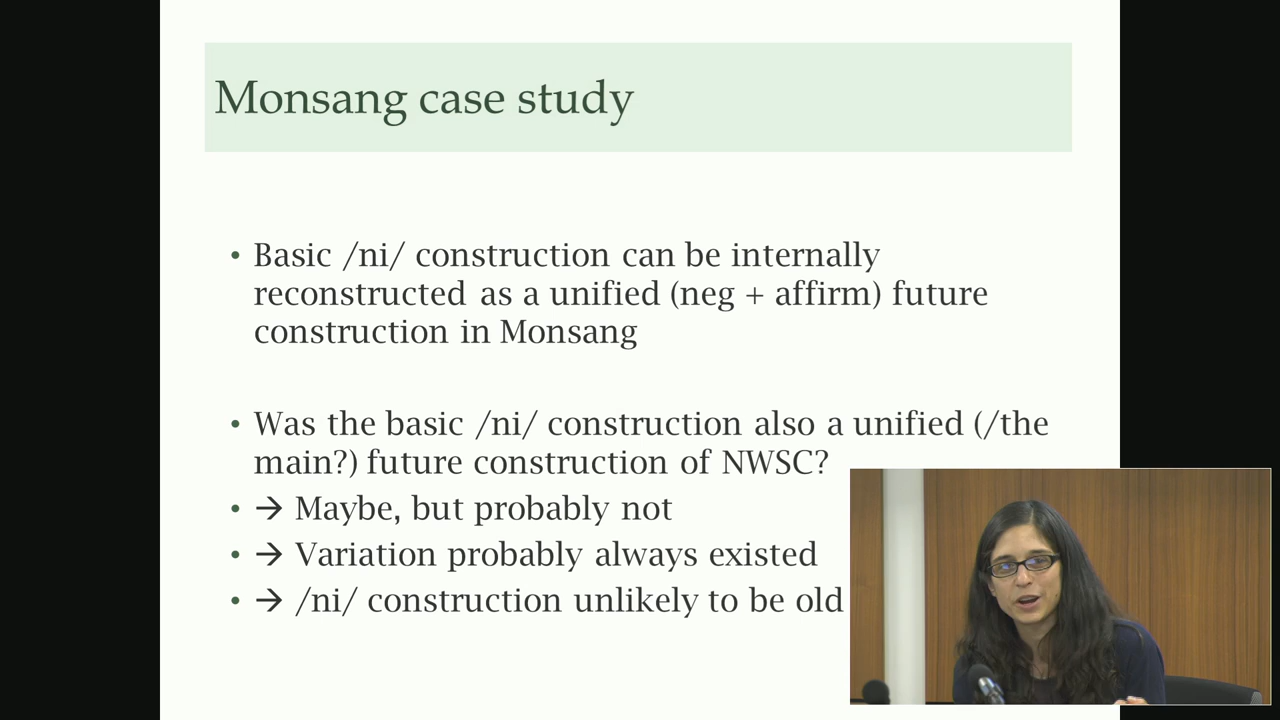 Monsang case study
• Basic /ni/ construction can be internally
reconstructed as a unified (neg + affirm) future
construction in Monsang
• Was the basic /ni/ construction also a unified (/the
main?) future construction of NWSC?
• → Maybe, but probably not
• → Variation probably always existed
• → /ni/ construction unlikely to be old